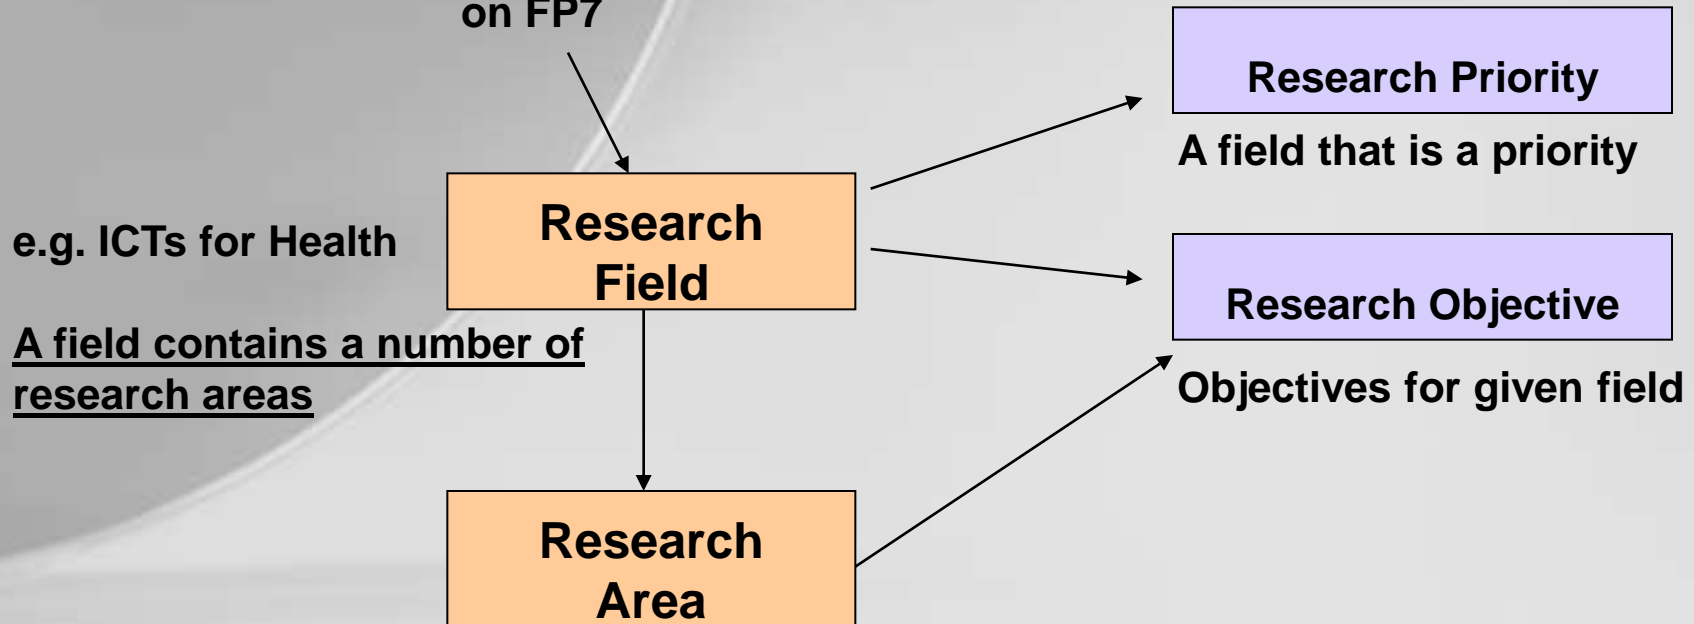 on FP7
Research Priority
A field that is a priority
Research
Field
e.g. ICTs for Health
Research Objective
A field contains a number of
research areas
Objectives for given field
Research
Area